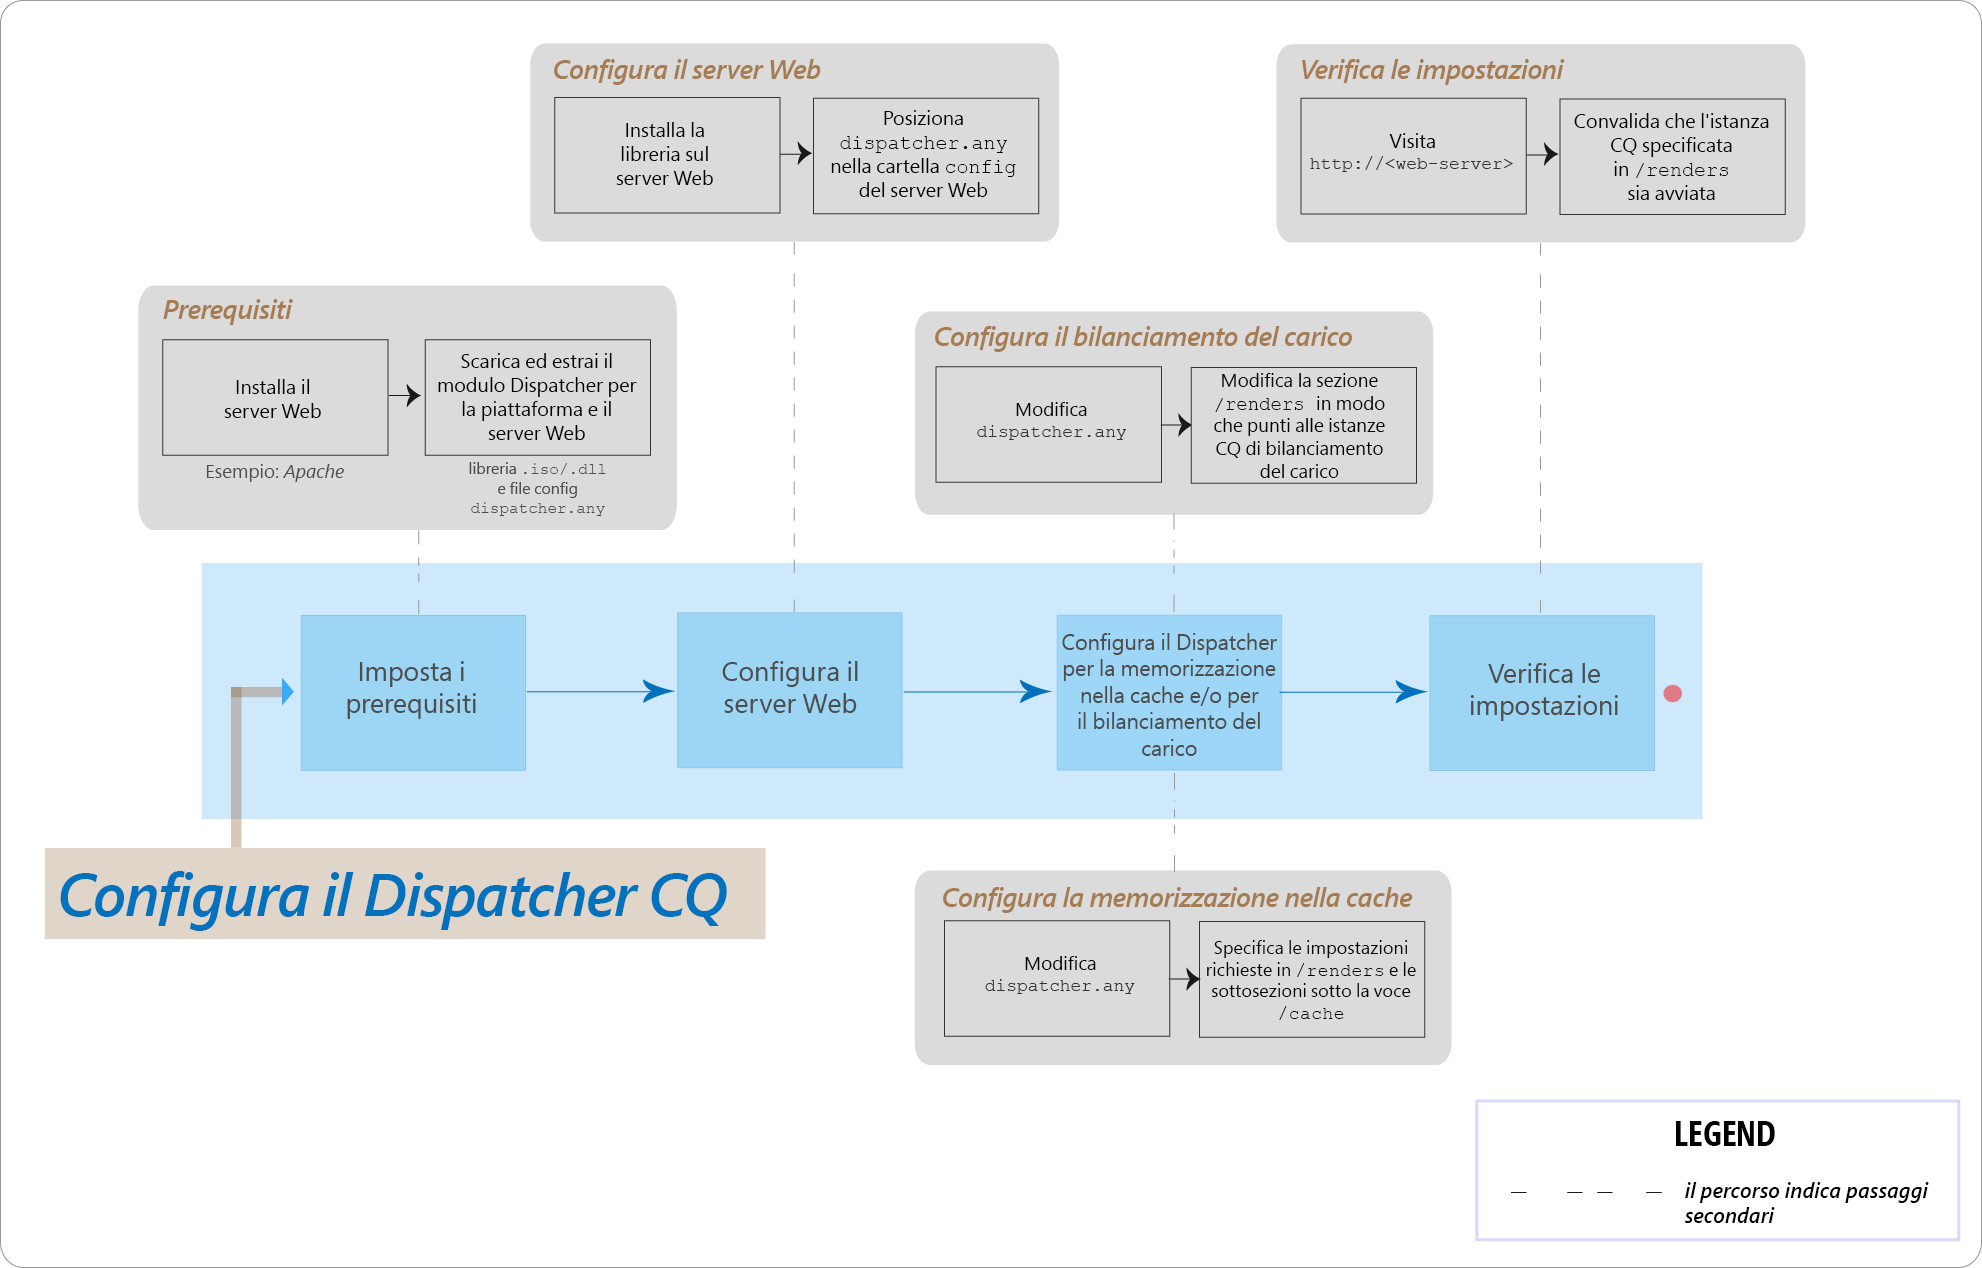 Configura il server Web
Installa la
libreria sul
server Web
Posiziona
dispatcher.any
nella cartella config
del server Web
Verifica le impostazioni
Visita
http://<web-server>
Convalida che l'istanza
CQ specificata
in /renders
sia avviata
Prerequisiti
Installa il
server Web
Esempio: Apache
Scarica ed estrai il
modulo Dispatcher per
la piattaforma e il
server Web
libreria .iso/.dll
e file config
dispatcher.any
Configura il bilanciamento del carico
Modifica
dispatcher.any
Modifica la sezione
/renders in modo
che punti alle istanze
CQ di bilanciamento
del carico
Imposta i
prerequisiti
Configura il
server Web
Configura il Dispatcher
per la memorizzazione
nella cache e/o per
il bilanciamento del
carico
Verifica le
impostazioni
Configura il Dispatcher CQ
Configura la memorizzazione nella cache
Modifica
dispatcher.any
Specifica le impostazioni
richieste in /renders e le
sottosezioni sotto la voce
/cache
LEGEND
il percorso indica passaggi
secondari